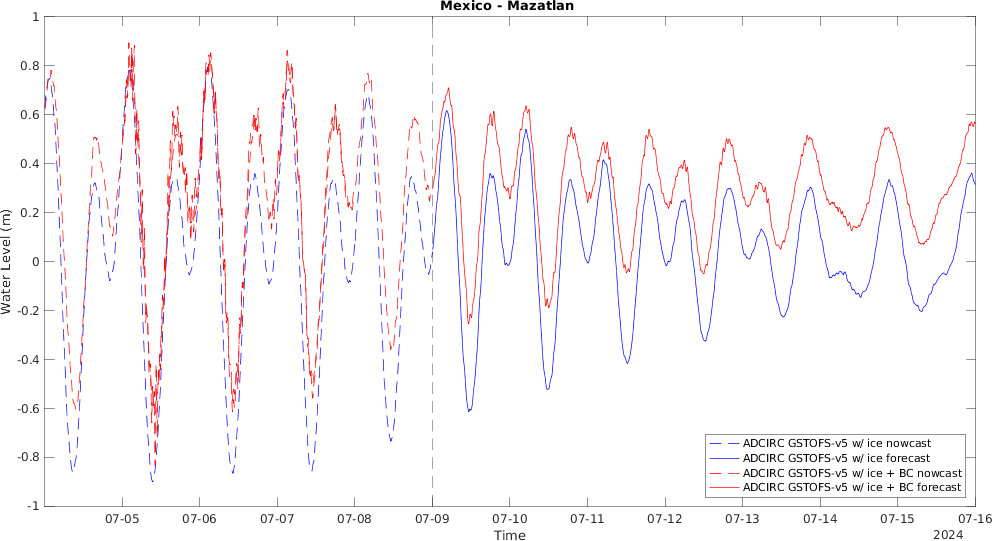 Mexico - Mazatlan
1
0.8
0.6
0.4
0.2
0
-0.2
-0.4
-0.6
-0.8
-1
Water Level (m)
07-05 07-06 07-07 07-08 07-09 07-10 07-11 07-12 07-13 07-14 07-15 07-16
Time
2024
ADCIRC GSTOFS-v5 w/ ice nowcast
ADCIRC GSTOFS-v5 w/ ice forecast
ADCIRC GSTOFS-v5 w/ ice + BC nowcast
ADCIRC GSTOFS-v5 w/ ice + BC forecast